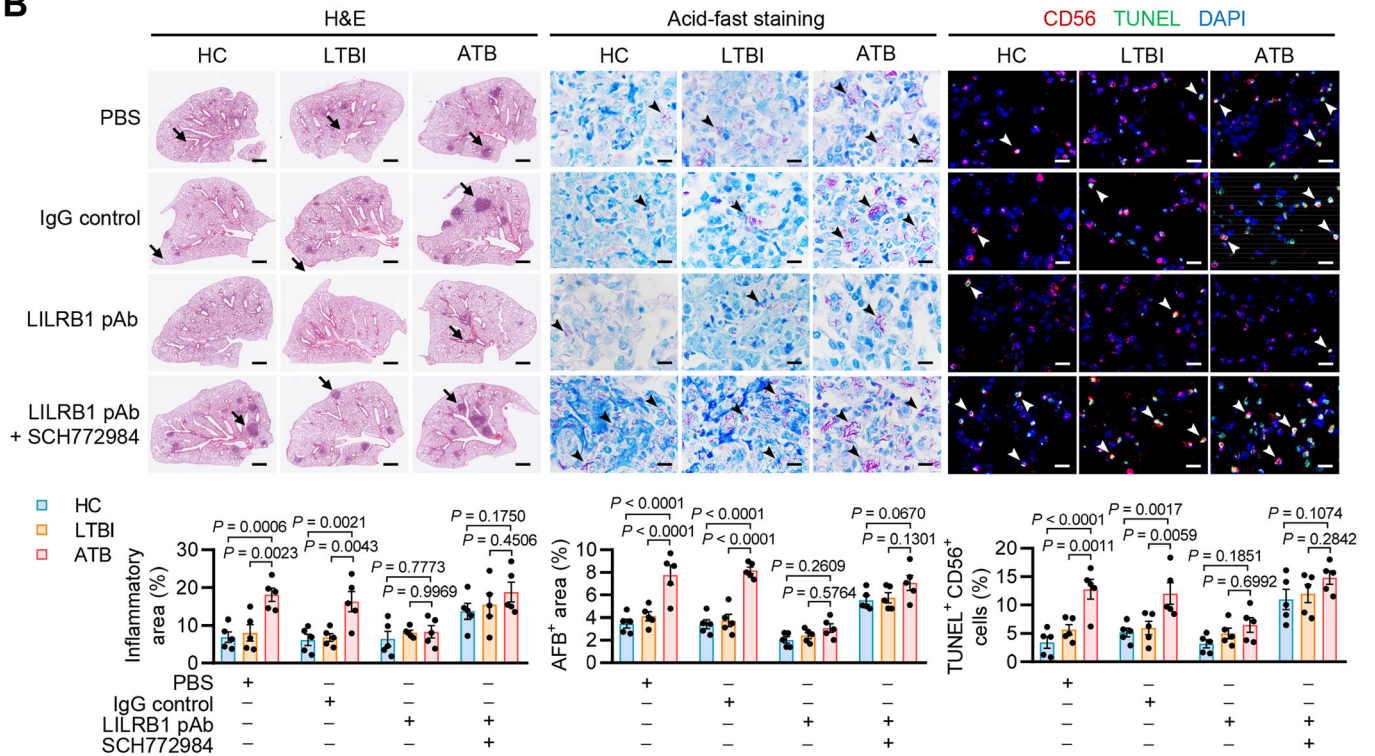 B
H&E
Acid-fast staining
CD56 TUNEL DAPI
HC LTBI ATB HC LTBI ATB HC LTBI ATB
PBS
IgG control
LILRB1 pAb
LILRB1 pAb
+ SCH772984
HC
LTBI
ATB
Inflammatory
area (%)
30
20
10
0
P = 0.0006
P = 0.0023
P = 0.0021
P = 0.0043
P = 0.7773
P = 0.9969
P = 0.1750
P = 0.4506
AFB+ area (%)
10
8
6
4
2
0
P < 0.0001
P < 0.0001
P < 0.0001
P < 0.0001
P = 0.2609
P = 0.5764
P = 0.0670
P = 0.1301
TUNEL+ CD56+
cells (%)
20
15
10
5
0
P < 0.0001
P = 0.0011
P = 0.0017
P = 0.0059
P = 0.1851
P = 0.6992
P = 0.1074
P = 0.2842
PBS + – – – + – – – + – – –
IgG control – + – – – + – – – + – –
LILRB1 pAb – – + + – – + + – – + +
SCH772984 – – – + – – – + – – – +